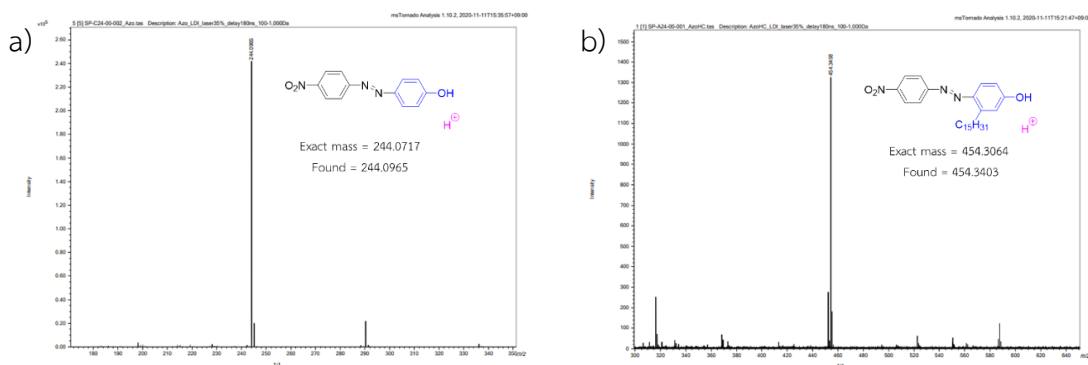 a)
msTornado Analysis 1.10.2, 2020-11-11T15:35:57+09:00
5 [5] SP-C24-00-002_Azo.tas Description: Azo_LDI_laser35%_delay180ns_100-1,000Da
×10⁵
2.60
2.40
2.20
2.00
1.80
1.60
1.40
1.20
1.00
0.80
0.60
0.40
0.20
0.00
Intensity
244.0965
O₂N
N
N
OH
H⊕
Exact mass = 244.0717
Found = 244.0965
180 200 210 220 230 240 250 260 270 280 290 300 310 320 330 340 350 m/z
b)
msTornado Analysis 1.10.2, 2020-11-11T15:21:47+09:00
1 [1] SP-A24-00-001_AzoHC.tas Description: AzoHC_LDI_laser35%_delay180ns_100-1,000Da
1500
1400
1300
1200
1100
1000
900
800
700
600
500
400
300
200
100
0
Intensity
O₂N
N
N
OH
C₁₅H₃₁
H⊕
Exact mass = 454.3064
Found = 454.3403
300 320 340 360 380 400 420 440 460 480 500 520 540 560 580 600 620 640 m/z